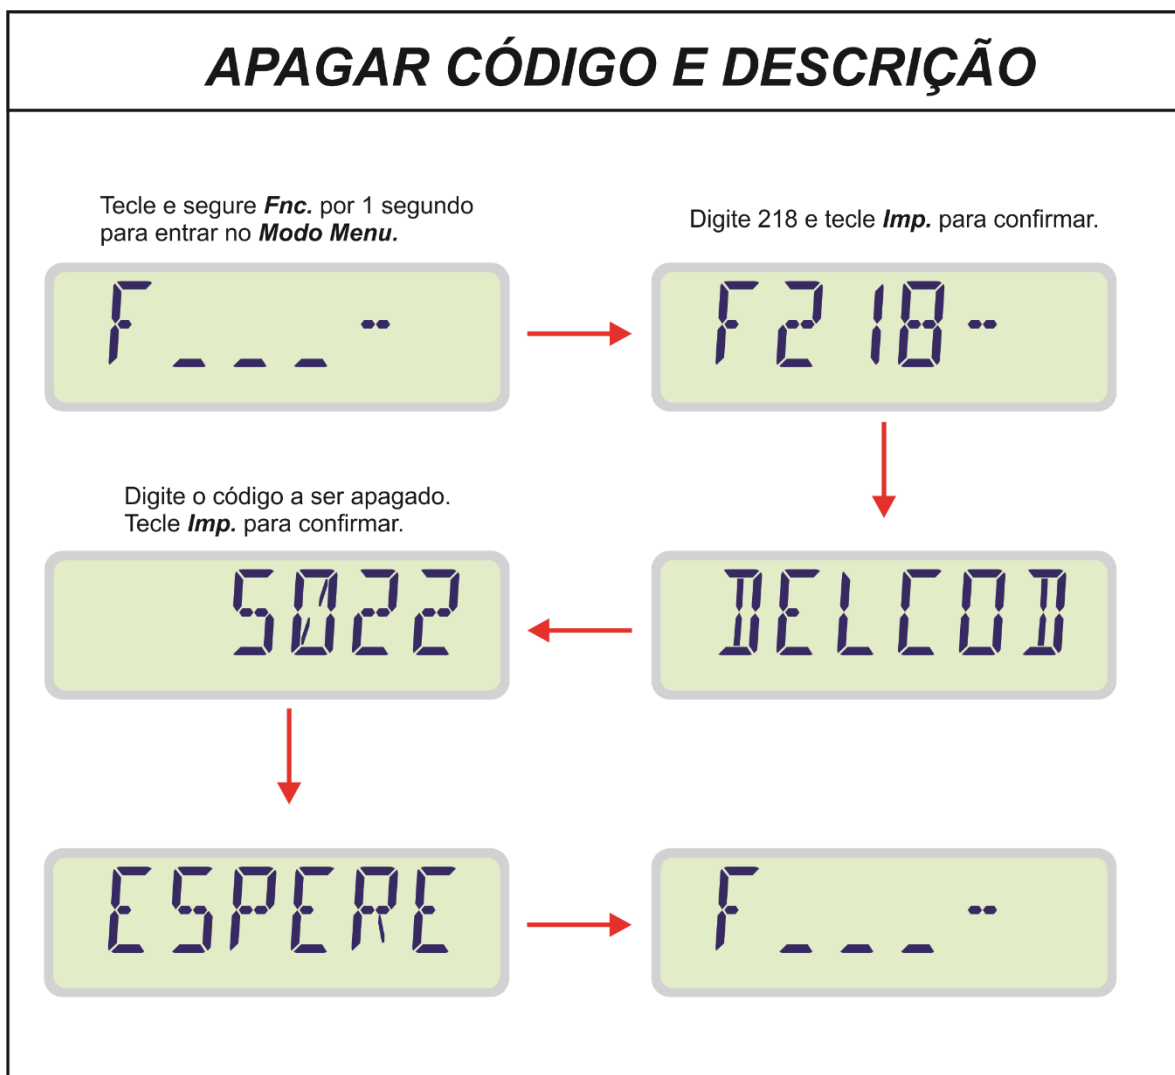 APAGAR CÓDIGO E DESCRIÇÃO
Tecle e segure Fnc. por 1 segundo
para entrar no Modo Menu.
F _ _ _ -
Digite 218 e tecle Imp. para confirmar.
F218-
DELCOD
Digite o código a ser apagado.
Tecle Imp. para confirmar.
5022
ESPERE
F _ _ _ -